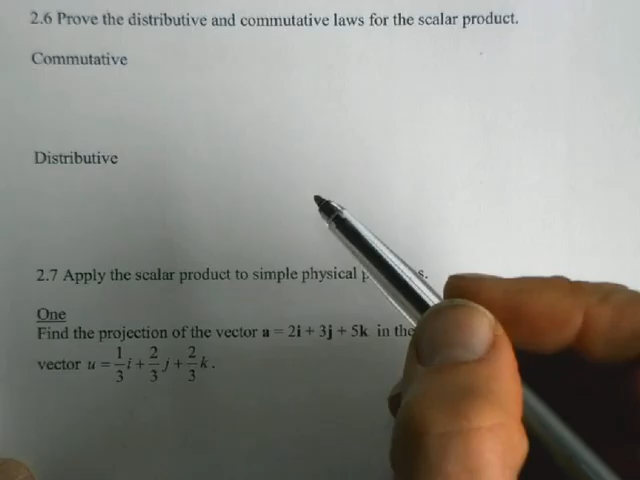 2.6 Prove the distributive and commutative laws for the scalar product.
Commutative
Distributive
2.7 Apply the scalar product to simple physical
One
Find the projection of the vector a = 2i + 3j + 5k in the
vector u = 1/3 i + 2/3 j + 2/3 k.